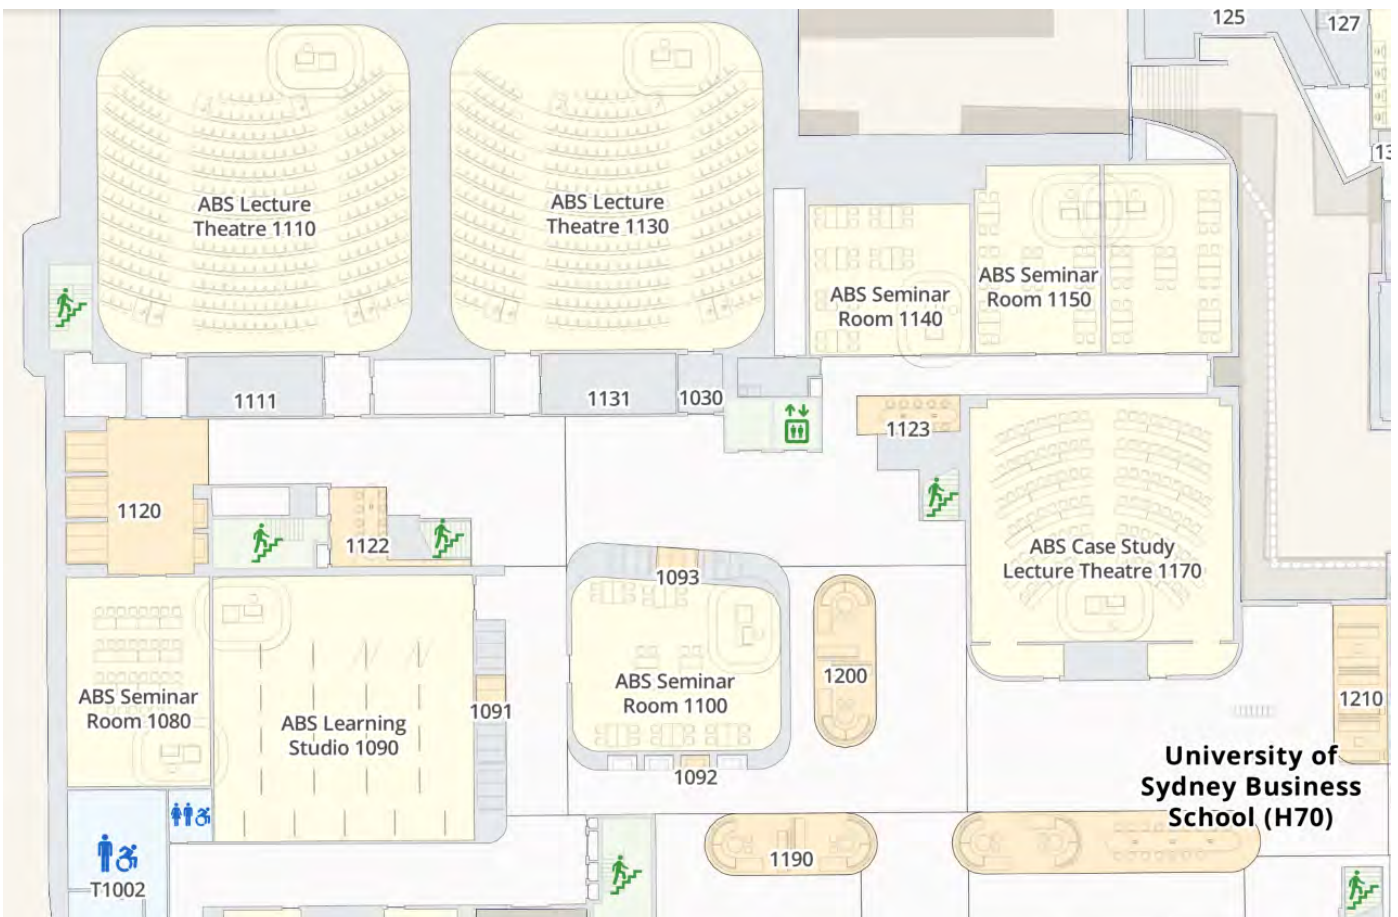 125
127
13
ABS Lecture
Theatre 1110
ABS Lecture
Theatre 1130
ABS Seminar
Room 1140
ABS Seminar
Room 1150
1111
1131
1030
1123
1120
1122
ABS Case Study
Lecture Theatre 1170
1093
ABS Seminar
Room 1080
ABS Learning
Studio 1090
1091
ABS Seminar
Room 1100
1200
1210
1092
University of
Sydney Business
School (H70)
1190
T1002